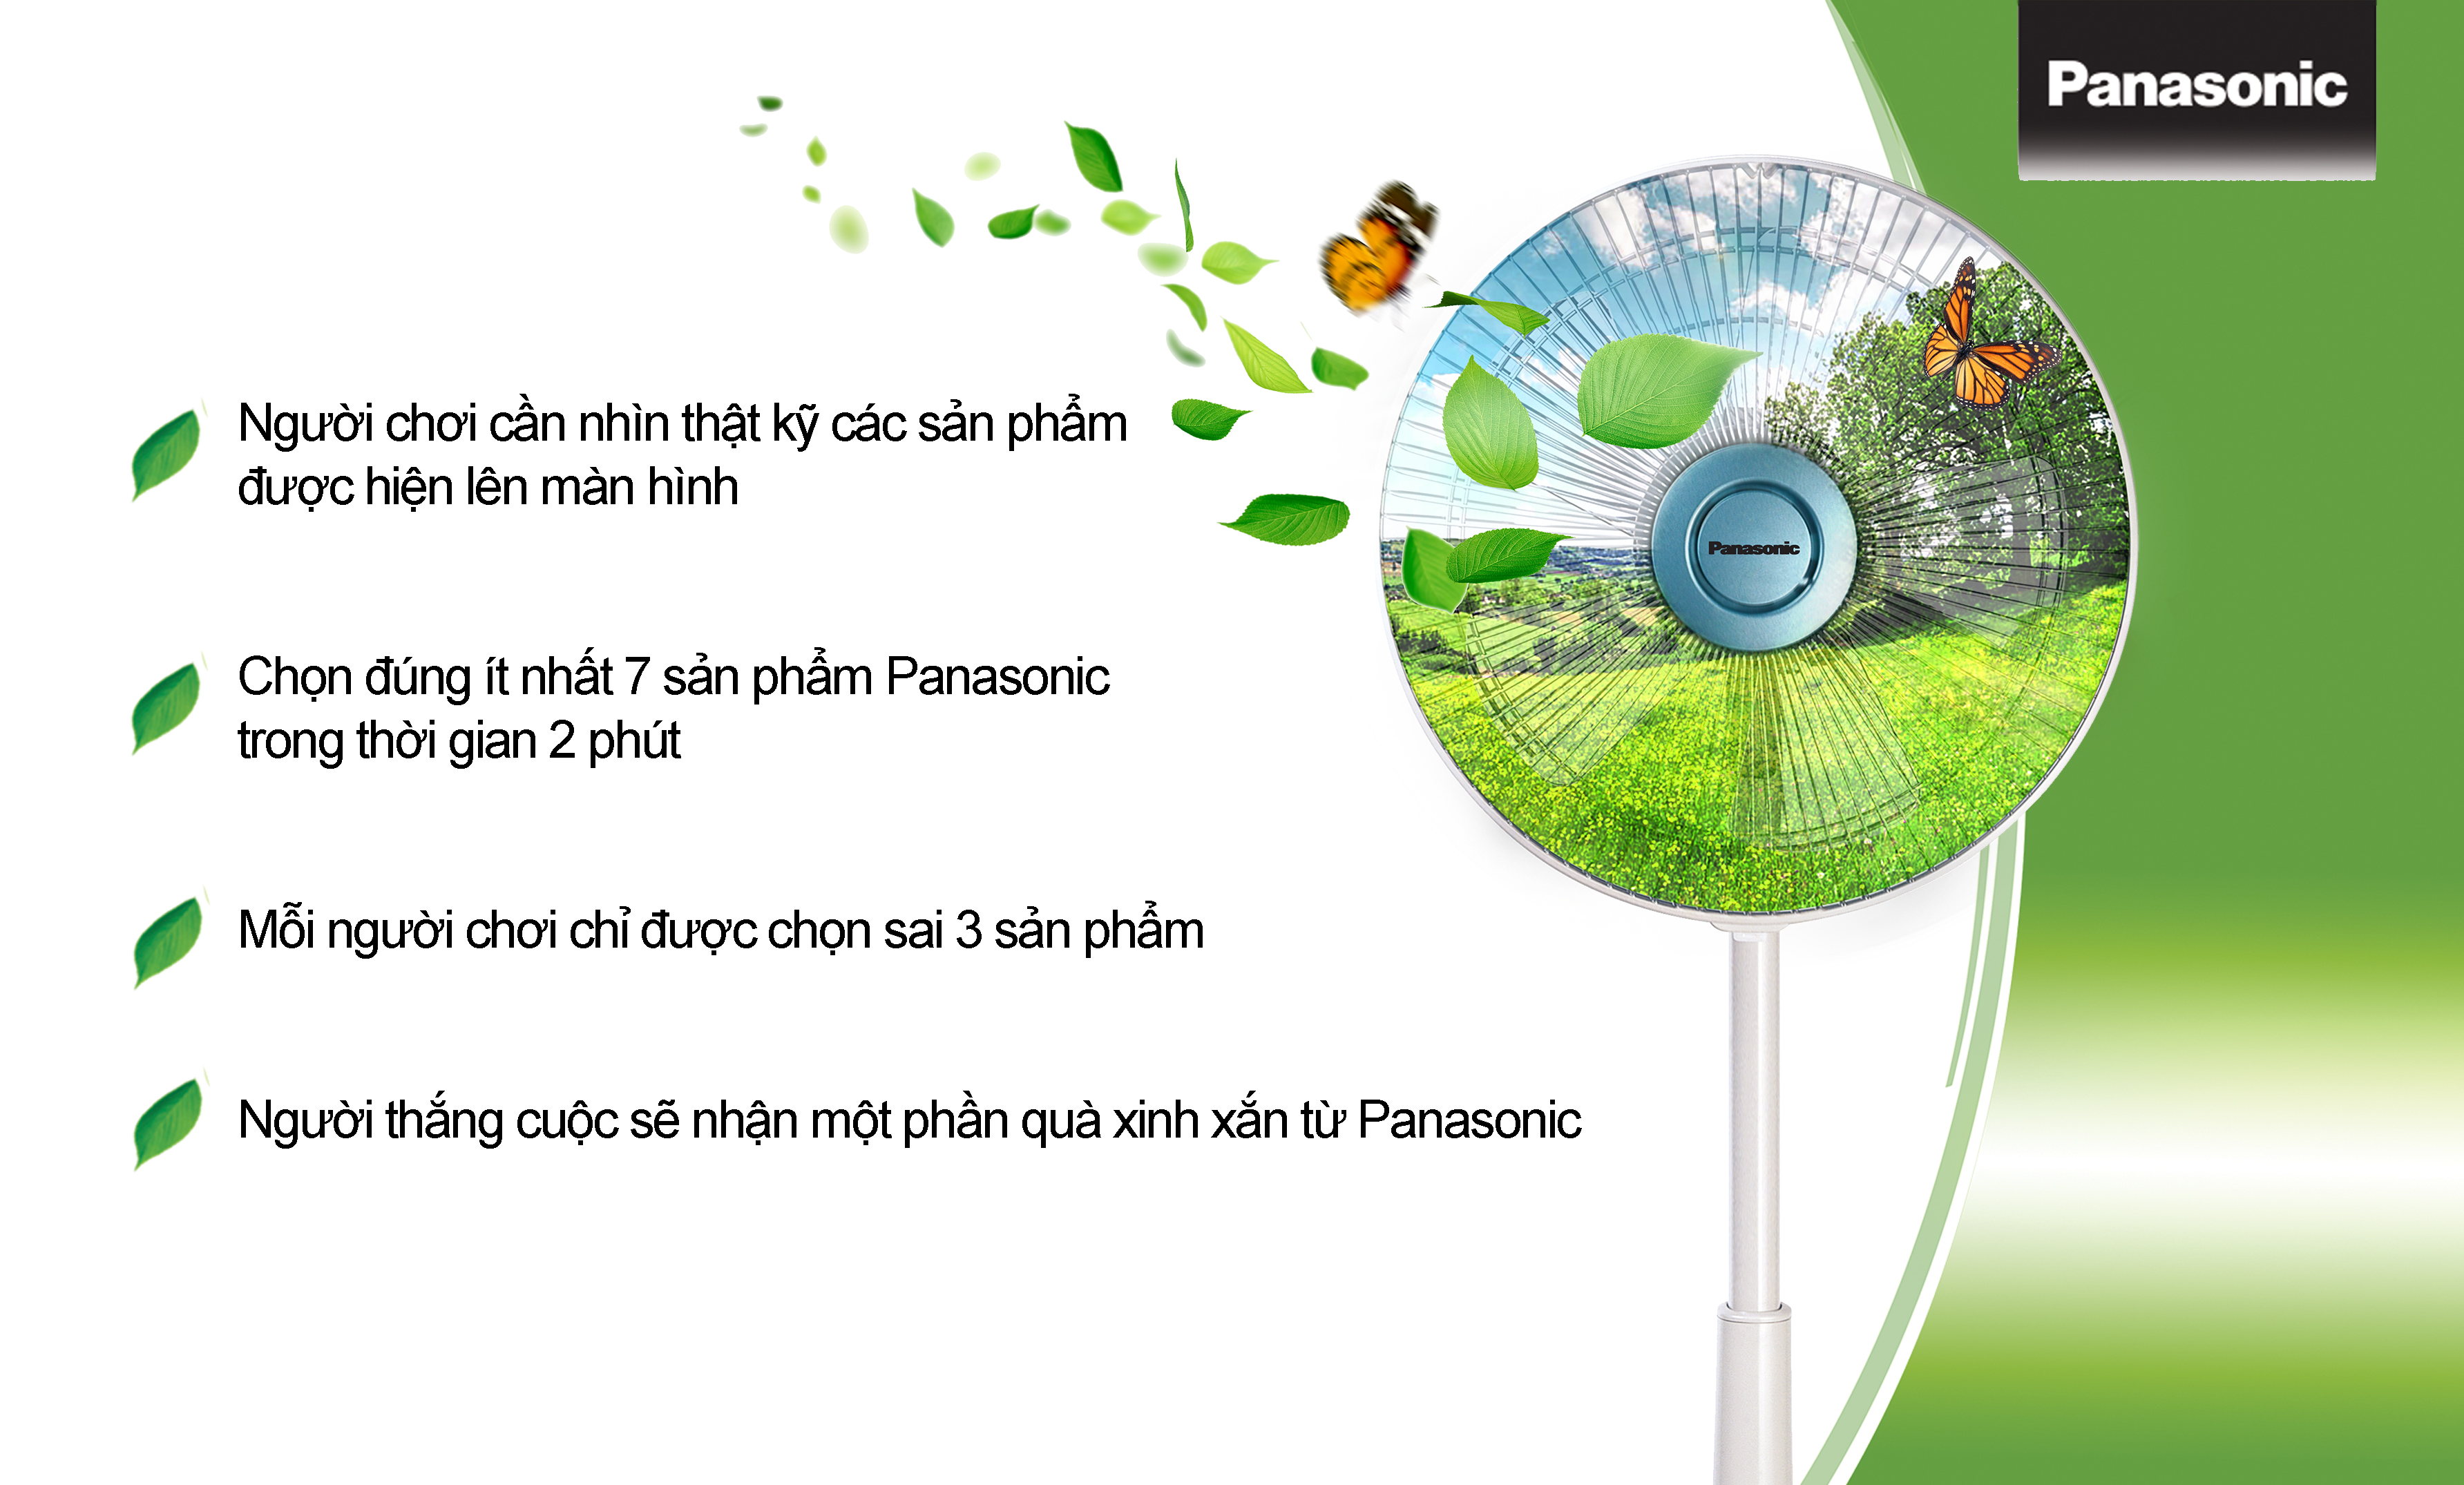 Panasonic
Người chơi cần nhìn thật kỹ các sản phẩm
được hiện lên màn hình
Panasonic
Chọn đúng ít nhất 7 sản phẩm Panasonic
trong thời gian 2 phút
Mỗi người chơi chỉ được chọn sai 3 sản phẩm
Người thắng cuộc sẽ nhận một phần quà xinh xắn từ Panasonic